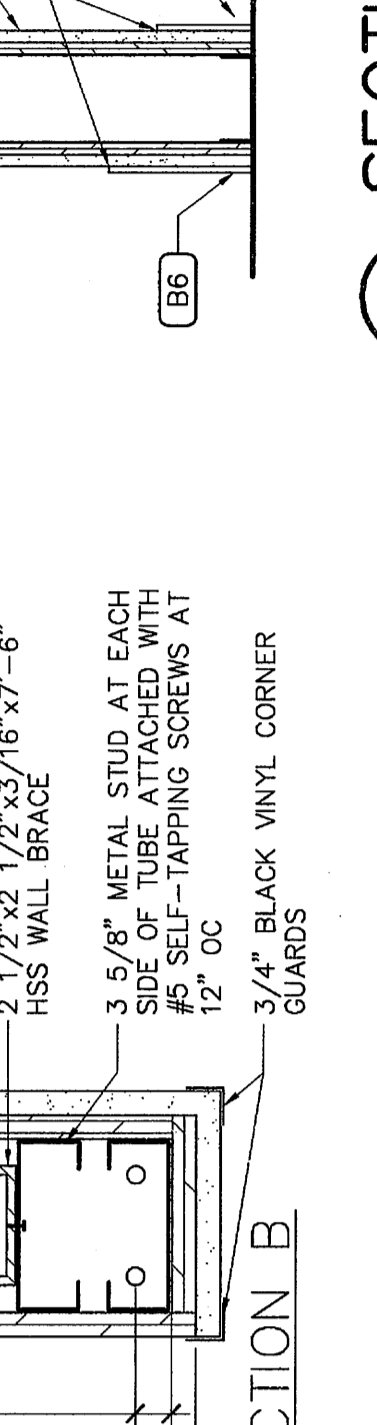 2 1/2"x2 1/2"x3/16"x7'-6"
HSS WALL BRACE
3 5/8" METAL STUD AT EACH
SIDE OF TUBE ATTACHED WITH
#5 SELF-TAPPING SCREWS AT
12" OC
3/4" BLACK VINYL CORNER
GUARDS
CTION B
B6